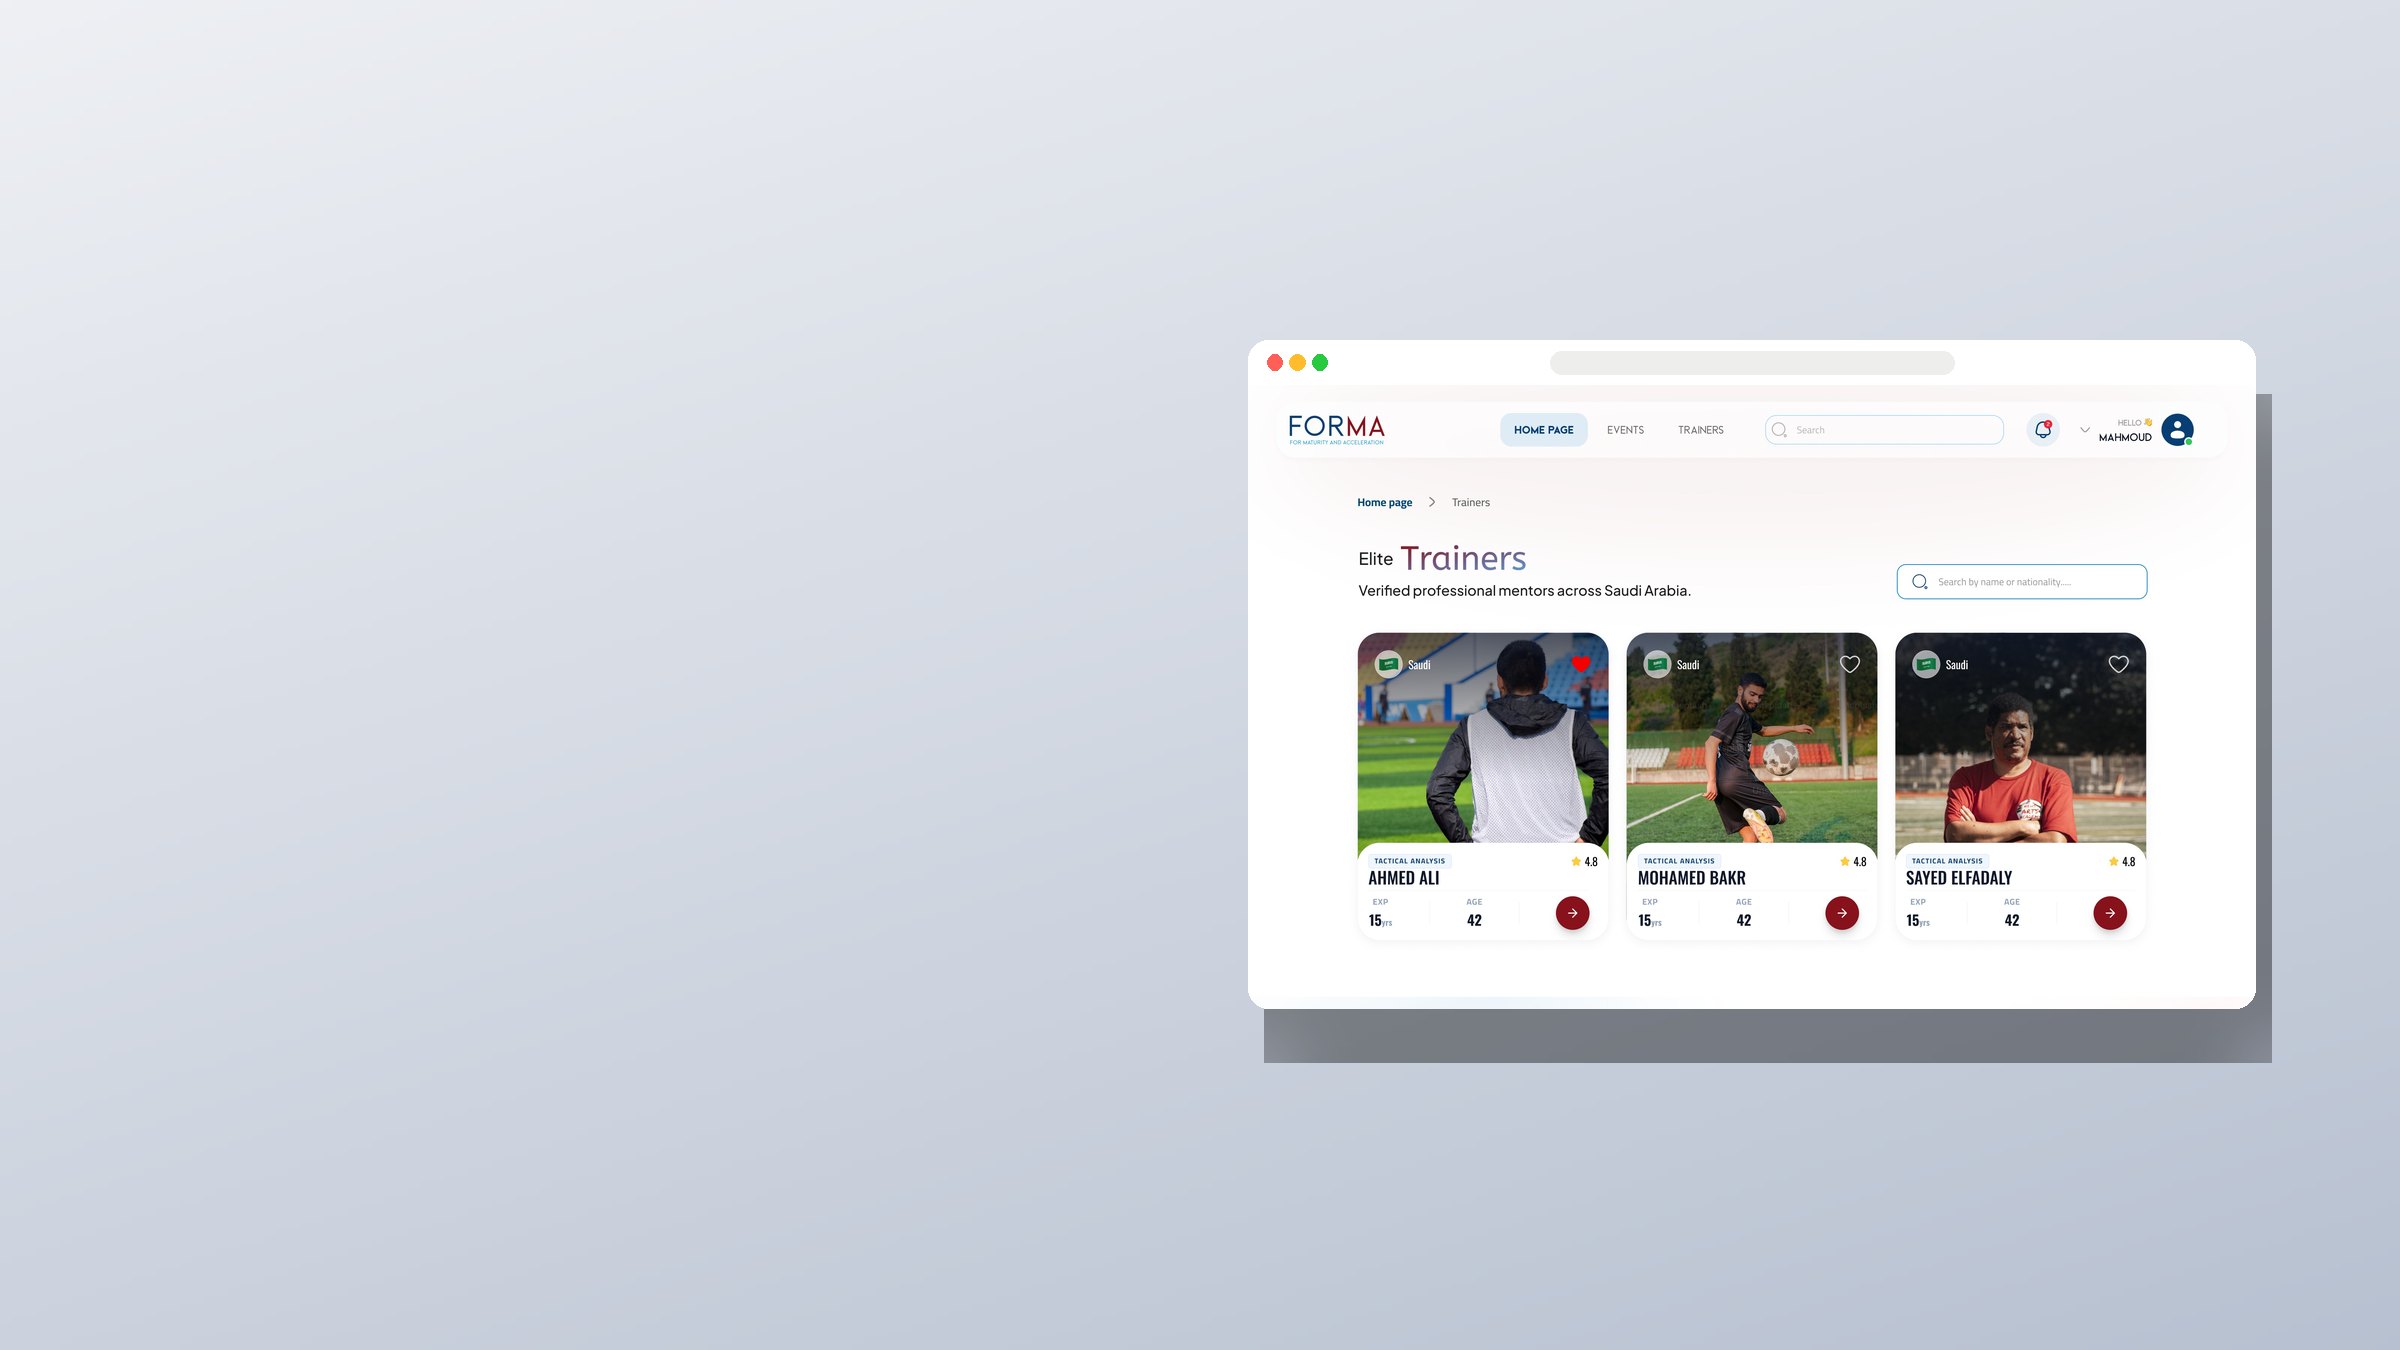 FORMA
FOR MATURITY AND ACCELERATION
HOME PAGE
EVENTS
TRAINERS
Search
HELLO 👋
MAHMOUD
Home page > Trainers
Elite Trainers
Verified professional mentors across Saudi Arabia.
Search by name or nationality.....
Saudi
TACTICAL ANALYSIS
4.8
AHMED ALI
EXP
AGE
15yrs
42
Saudi
TACTICAL ANALYSIS
4.8
MOHAMED BAKR
EXP
AGE
15yrs
42
Saudi
TACTICAL ANALYSIS
4.8
SAYED ELFADALY
EXP
AGE
15yrs
42